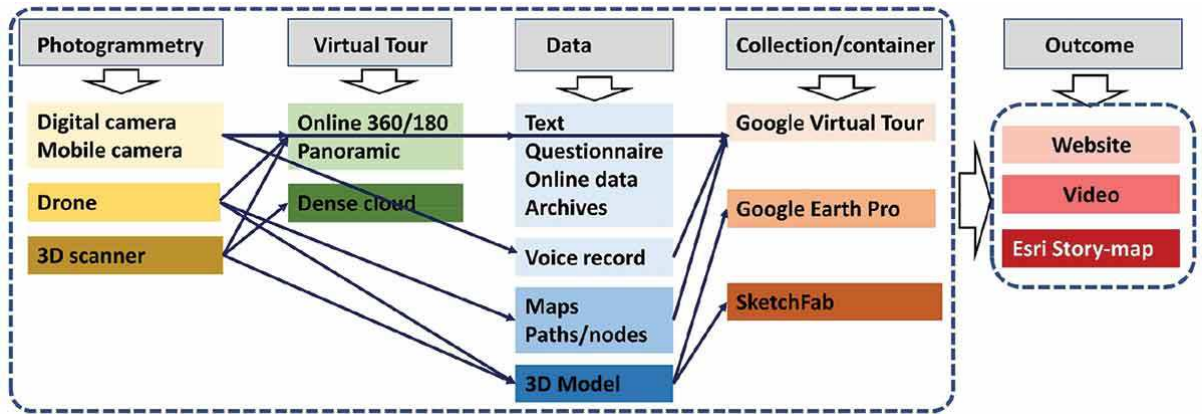 Photogrammetry
Digital camera
Mobile camera
Drone
3D scanner
Virtual Tour
Online 360/180
Panoramic
Dense cloud
Data
Text
Questionnaire
Online data
Archives
Voice record
Maps
Paths/nodes
3D Model
Collection/container
Google Virtual Tour
Google Earth Pro
SketchFab
Outcome
Website
Video
Esri Story-map